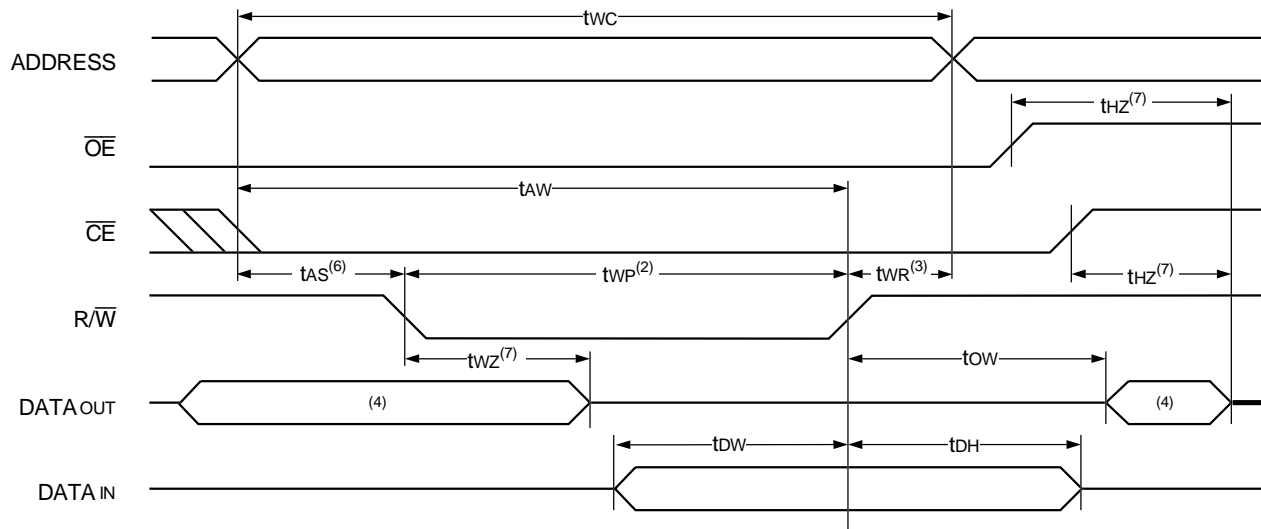 tWC
ADDRESS
tHZ(7)
OE
tAW
CE
tAS(6)
tWP(2)
tWR(3)
tHZ(7)
R/W
tWZ(7)
tOW
DATA OUT
(4)
(4)
tDW
tDH
DATA IN